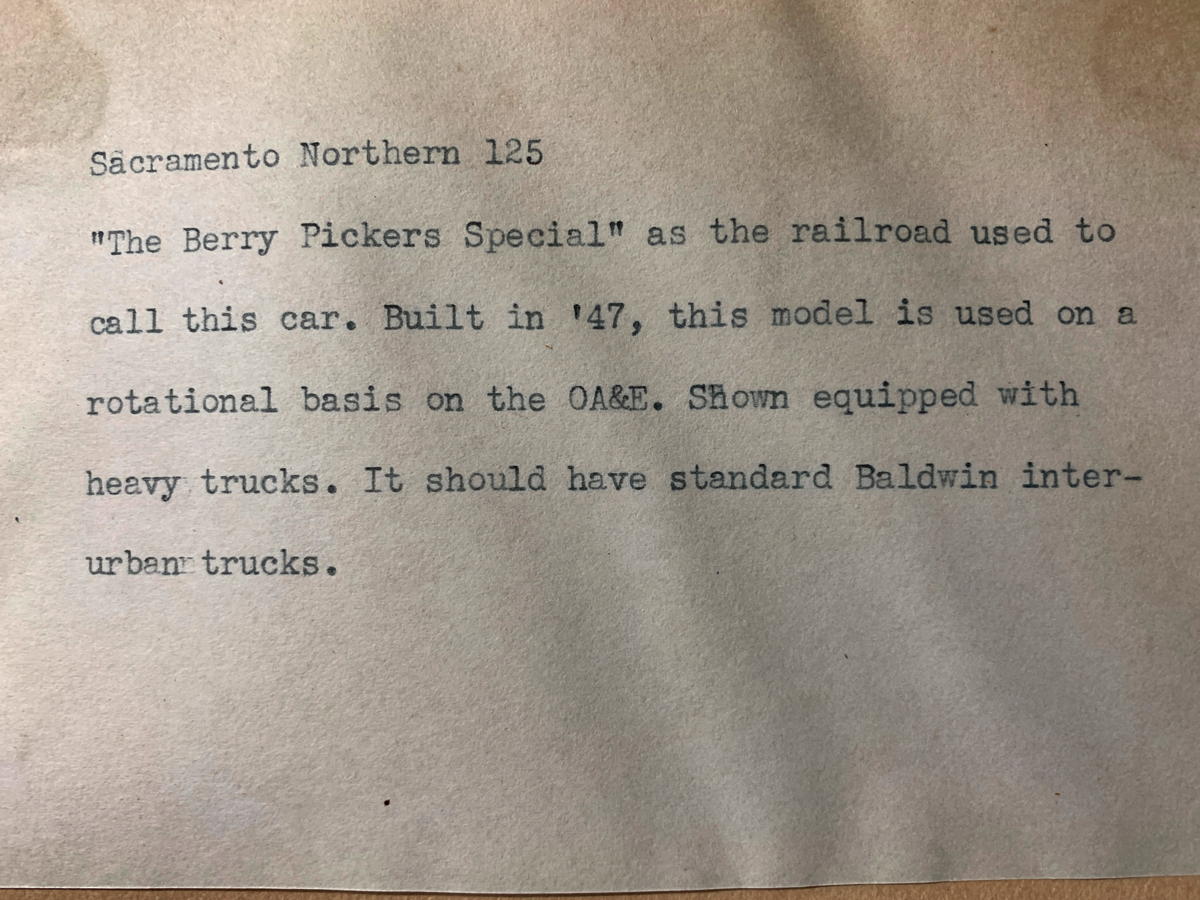 Sacramento Northern 125
"The Berry Pickers Special" as the railroad used to
call this car. Built in '47, this model is used on a
rotational basis on the OA&E. Shown equipped with
heavy trucks. It should have standard Baldwin inter-
urban trucks.